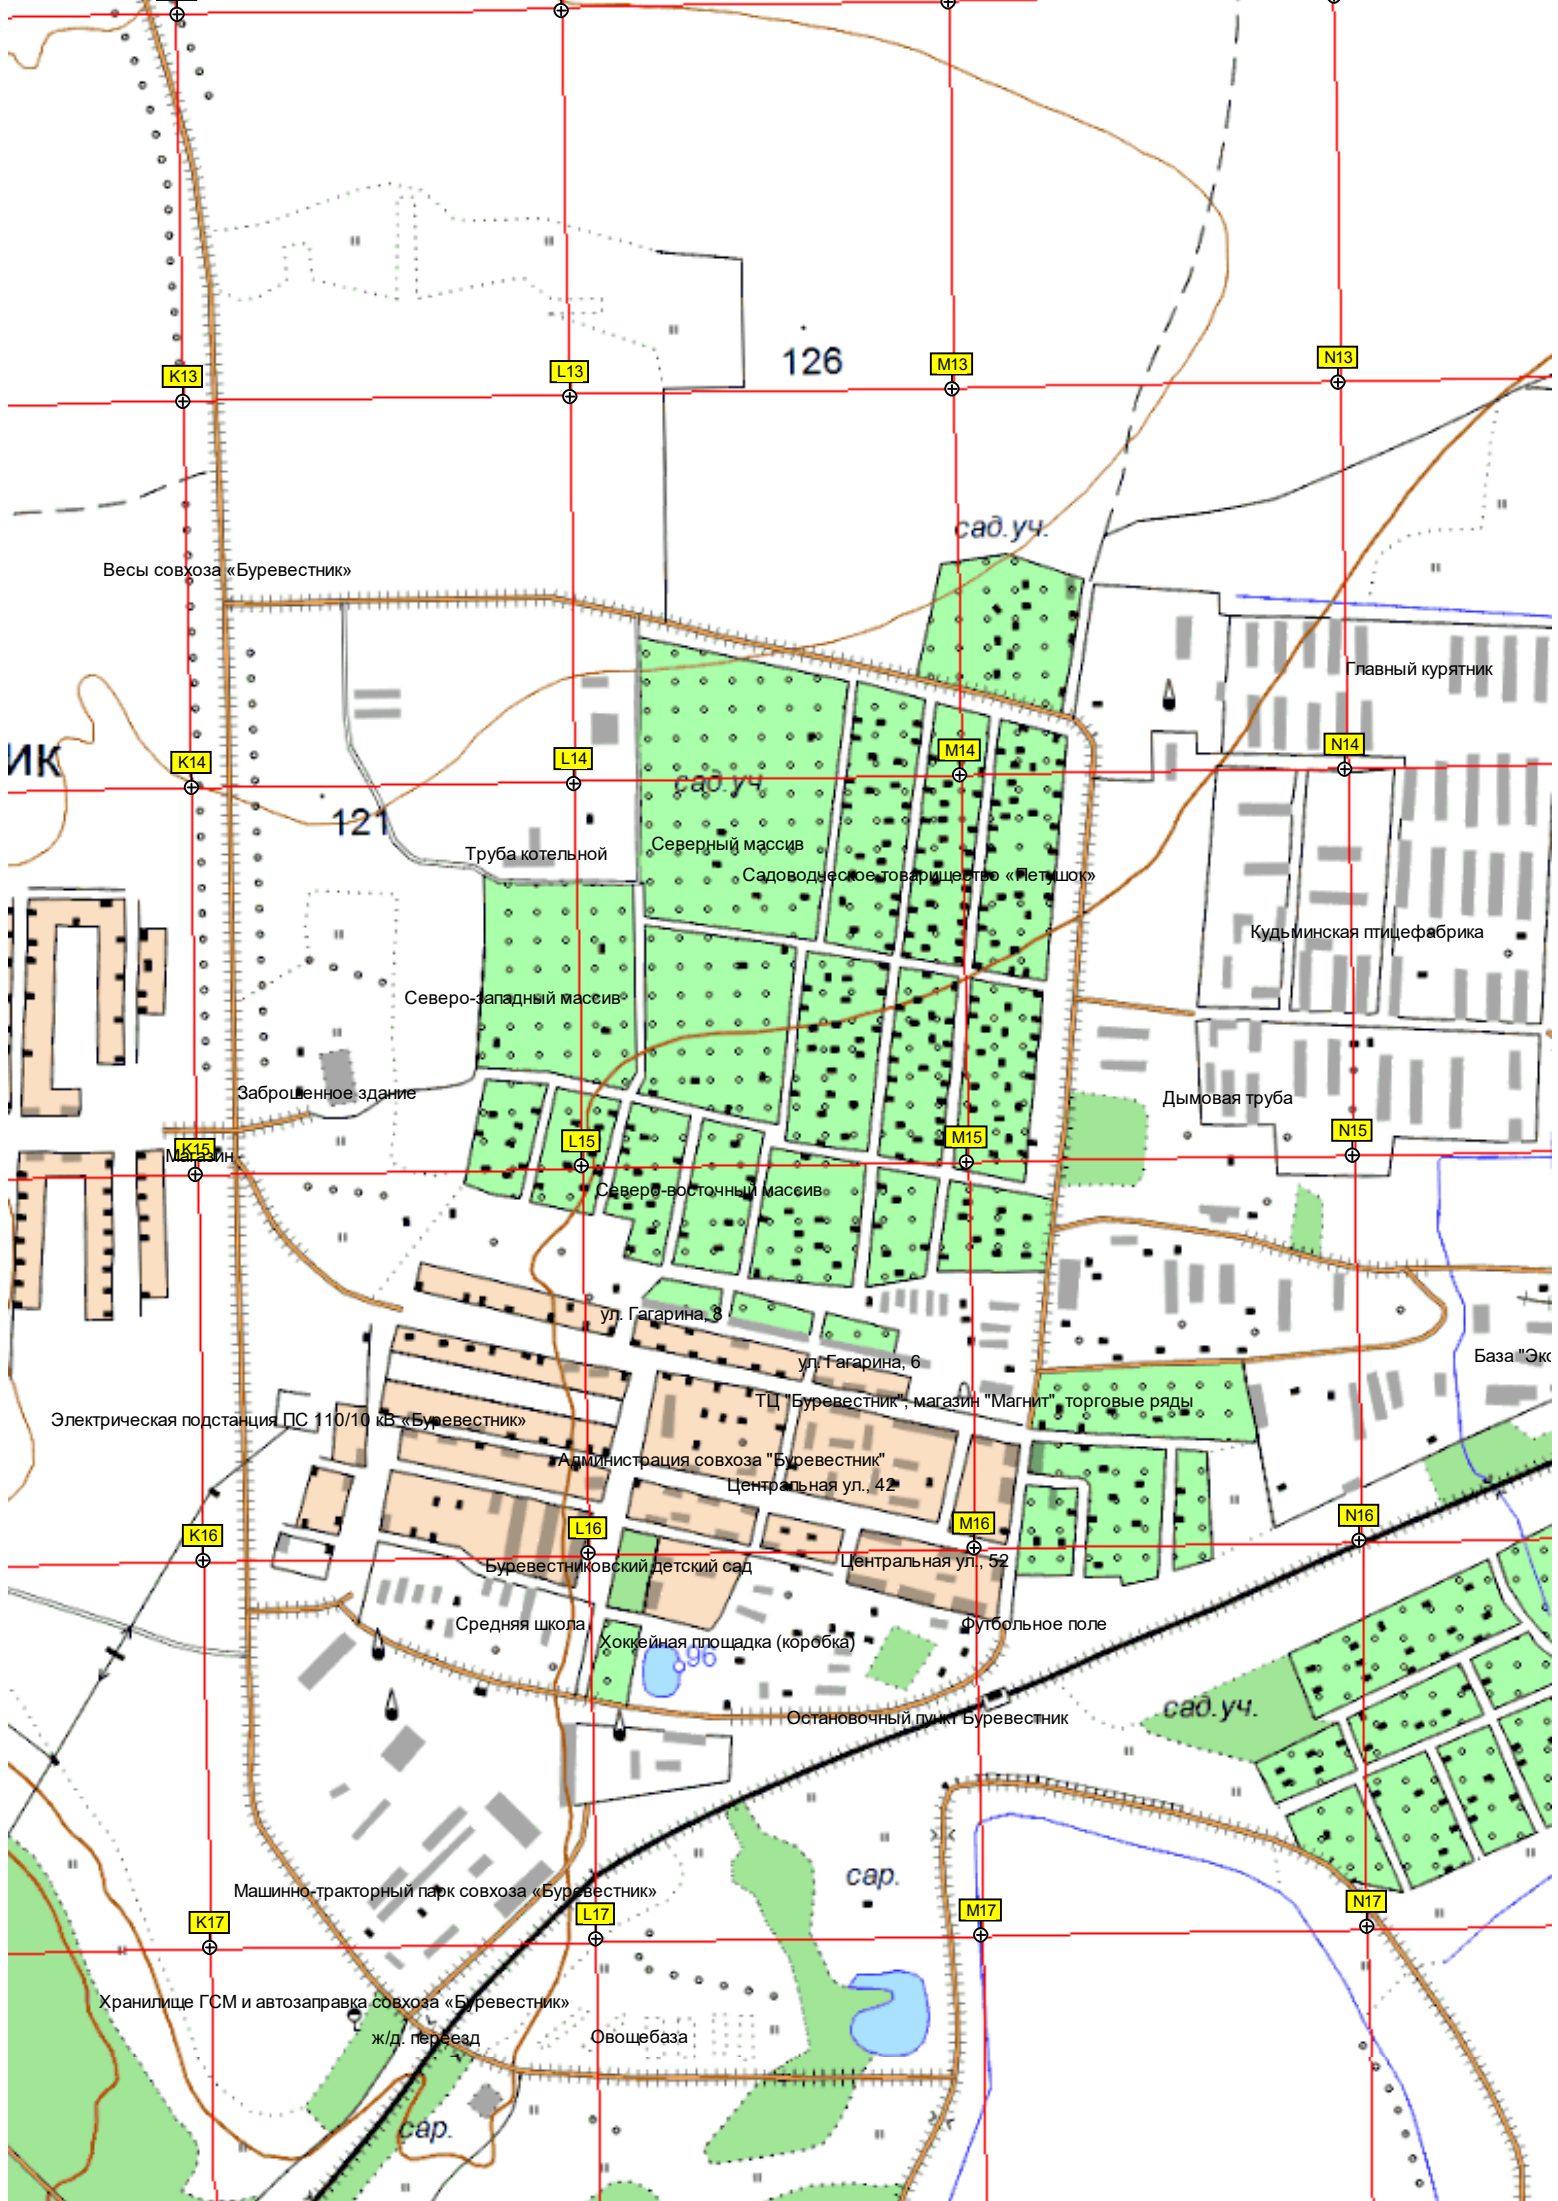 K13
L13
126
M13
N13
сад.уч.
Весы совхоза «Буревестник»
Главный курятник
ИК
K14
L14
M14
N14
сад.уч.
121
Труба котельной
Северный массив
Садоводческое товарищество «Петушок»
Кудьминская птицефабрика
Северо-западный массив
Заброшенное здание
Дымовая труба
K15
Магазин
L15
M15
N15
Северо-восточный массив
ул. Гагарина, 8
ул. Гагарина, 6
База "Экс
ТЦ "Буревестник", магазин "Магнит", торговые ряды
Электрическая подстанция ПС 110/10 кВ «Буревестник»
Администрация совхоза "Буревестник"
Центральная ул., 42
K16
L16
M16
N16
Буревестниковский детский сад
Центральная ул., 52
Средняя школа
Хоккейная площадка (коробка)
Футбольное поле
96
сад.уч.
Остановочный пункт Буревестник
сар.
Машинно-тракторный парк совхоза «Буревестник»
K17
L17
M17
N17
Хранилище ГСМ и автозаправка совхоза «Буревестник»
ж/д. переезд
Овощебаза
сар.